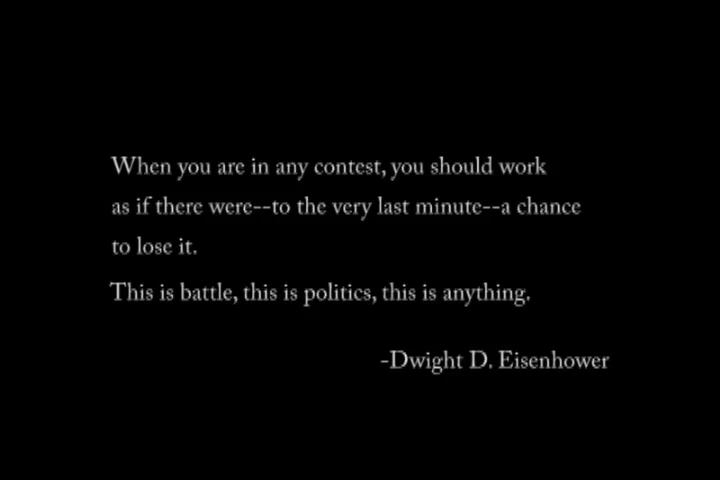 When you are in any contest, you should work
as if there were--to the very last minute--a chance
to lose it.
This is battle, this is politics, this is anything.
-Dwight D. Eisenhower